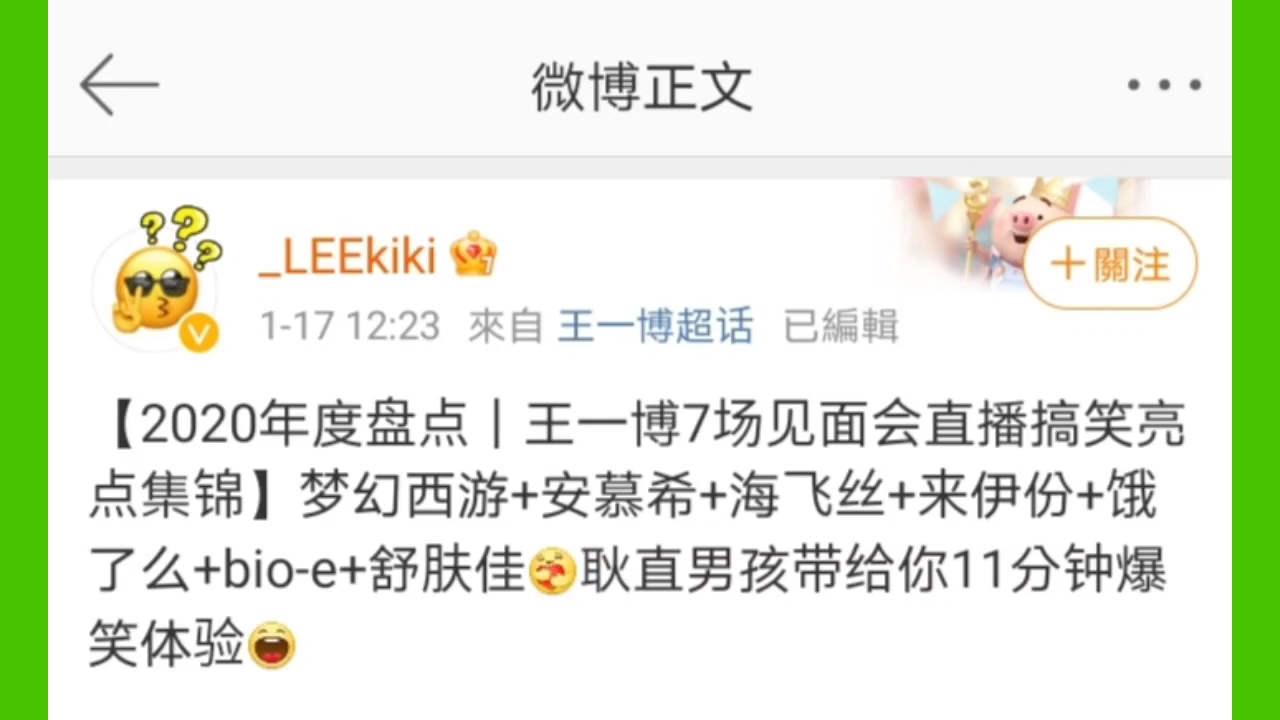 微博正文
_LEEkiki
+關注
1-17 12:23 來自 王一博超话 已編輯
【2020年度盘点｜王一博7场见面会直播搞笑亮
点集锦】梦幻西游+安慕希+海飞丝+来伊份+饿
了么+bio-e+舒肤佳🥰耿直男孩带给你11分钟爆
笑体验😄